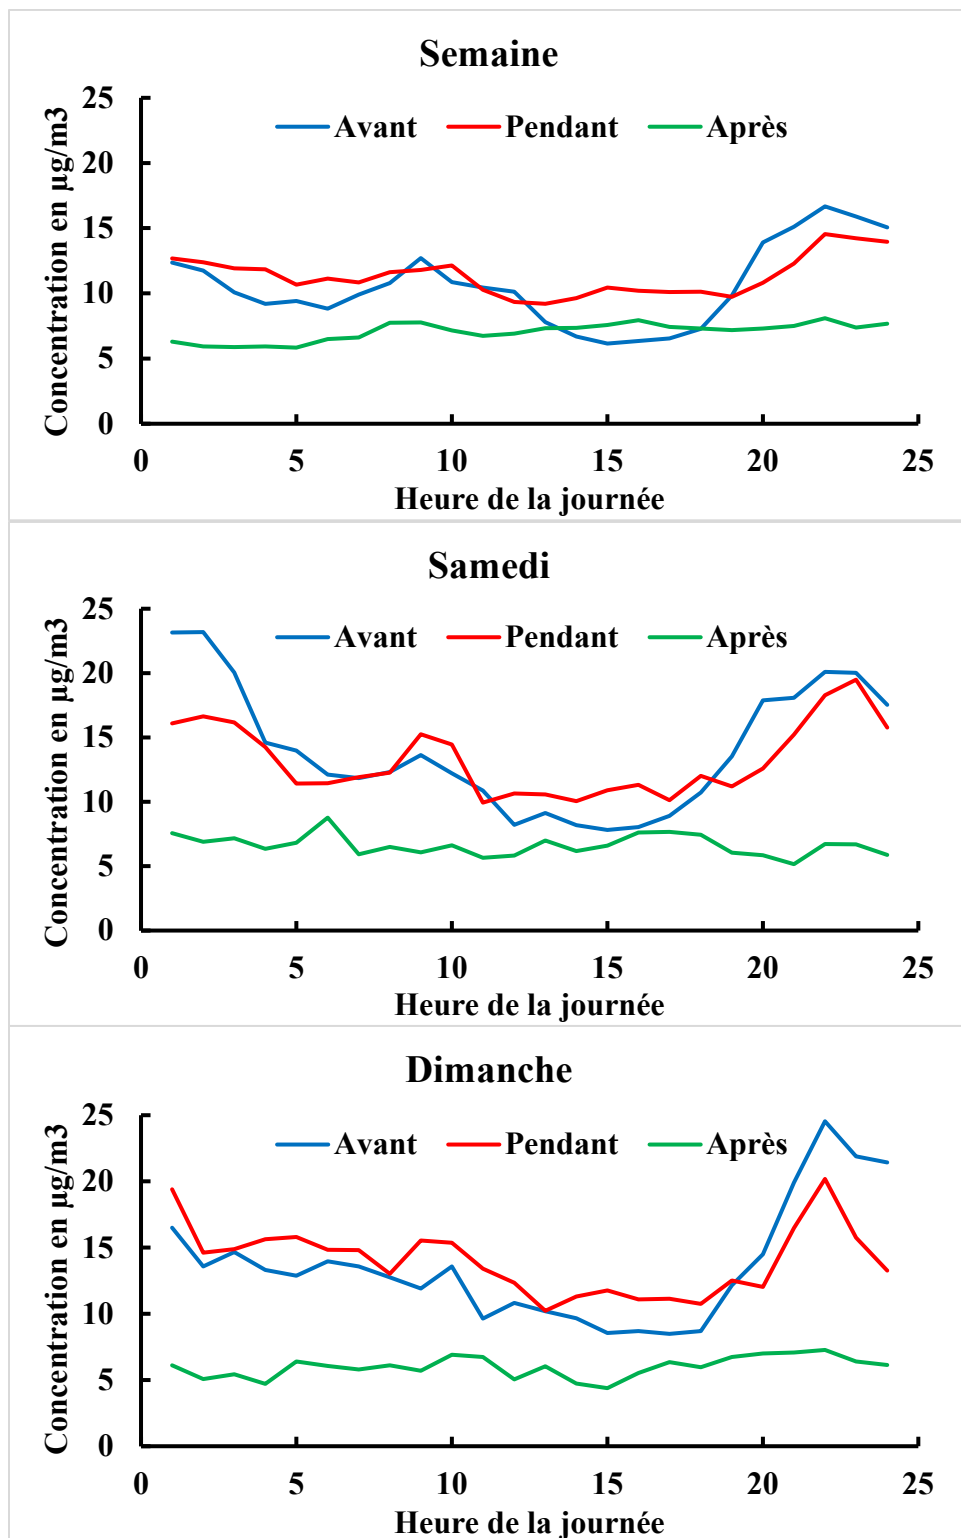 Semaine
Concentration en µg/m3
25
20
15
10
5
0
Avant Pendant Après
0 5 10 15 20 25
Heure de la journée
Samedi
Concentration en µg/m3
25
20
15
10
5
0
Avant Pendant Après
0 5 10 15 20 25
Heure de la journée
Dimanche
Concentration en µg/m3
25
20
15
10
5
0
Avant Pendant Après
0 5 10 15 20 25
Heure de la journée